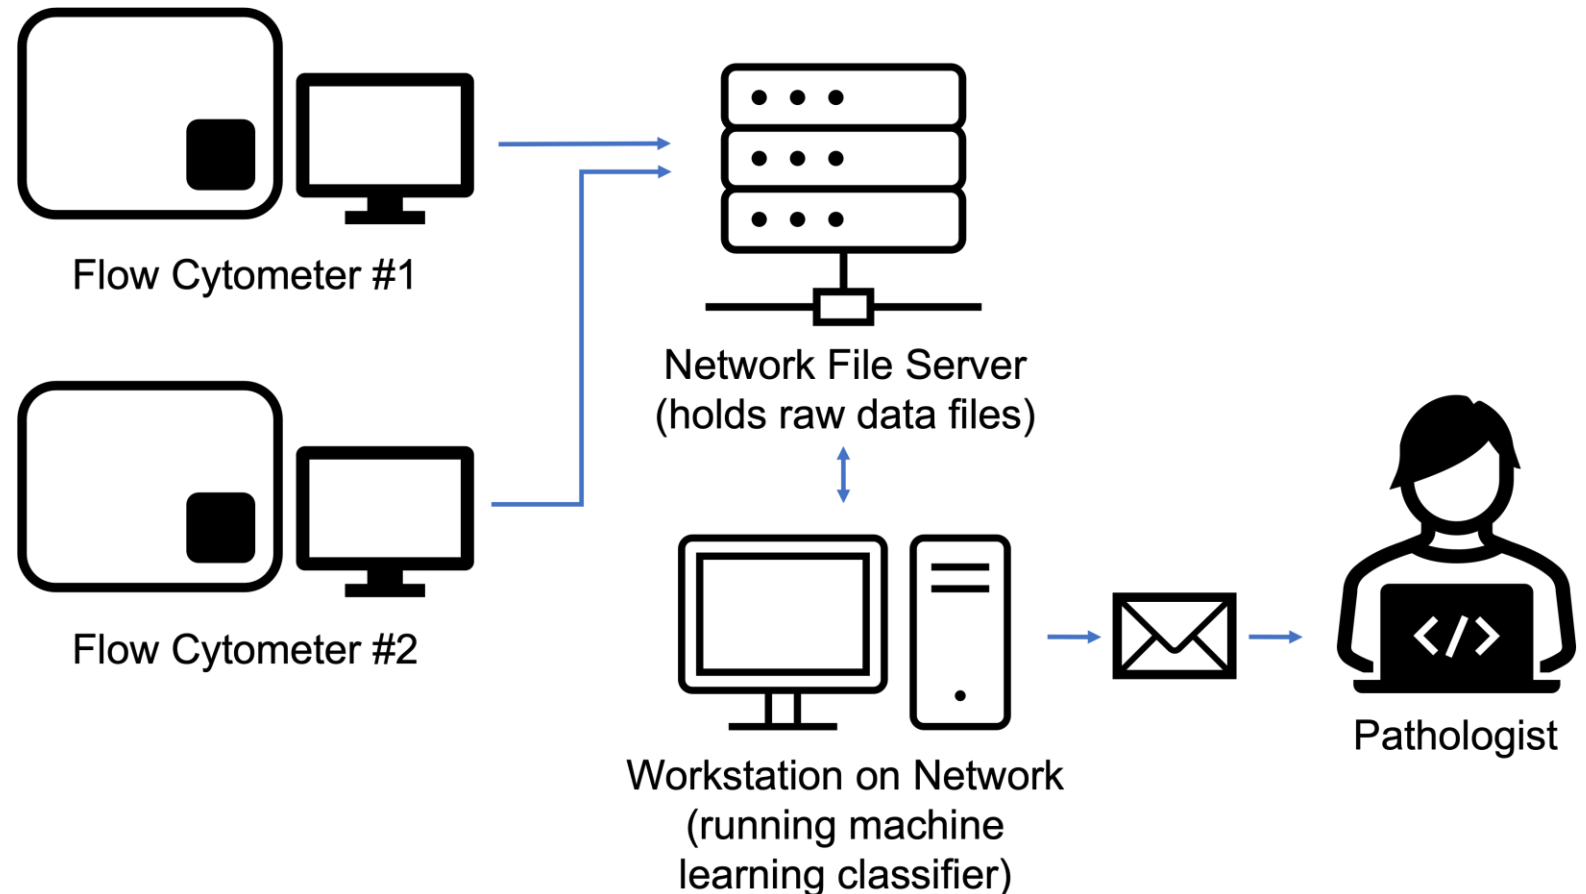 Flow Cytometer #1
Network File Server
(holds raw data files)
Flow Cytometer #2
</>
Pathologist
Workstation on Network
(running machine
learning classifier)